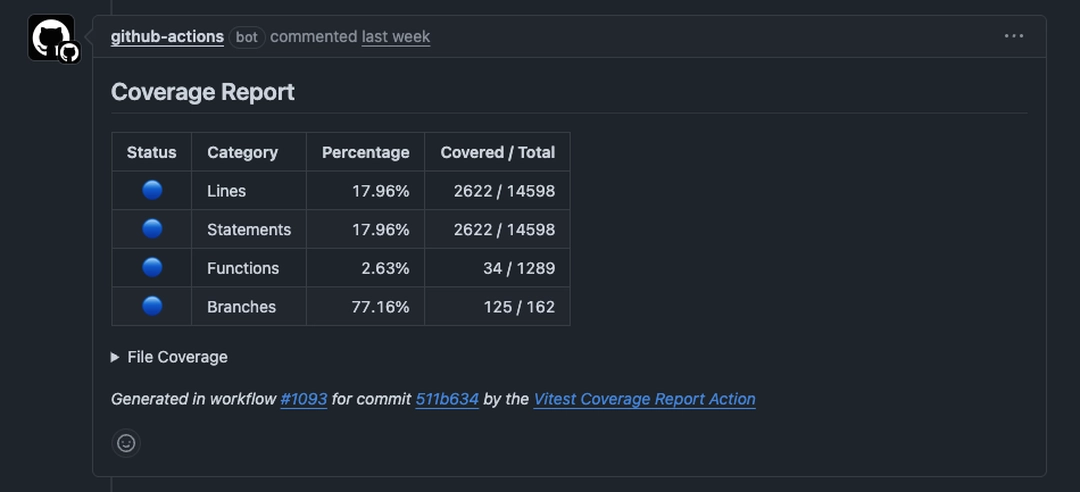 github-actions bot commented last week
Coverage Report
Status Category Percentage Covered / Total
Lines 17.96% 2622 / 14598
Statements 17.96% 2622 / 14598
Functions 2.63% 34 / 1289
Branches 77.16% 125 / 162
File Coverage
Generated in workflow #1093 for commit 511b634 by the Vitest Coverage Report Action